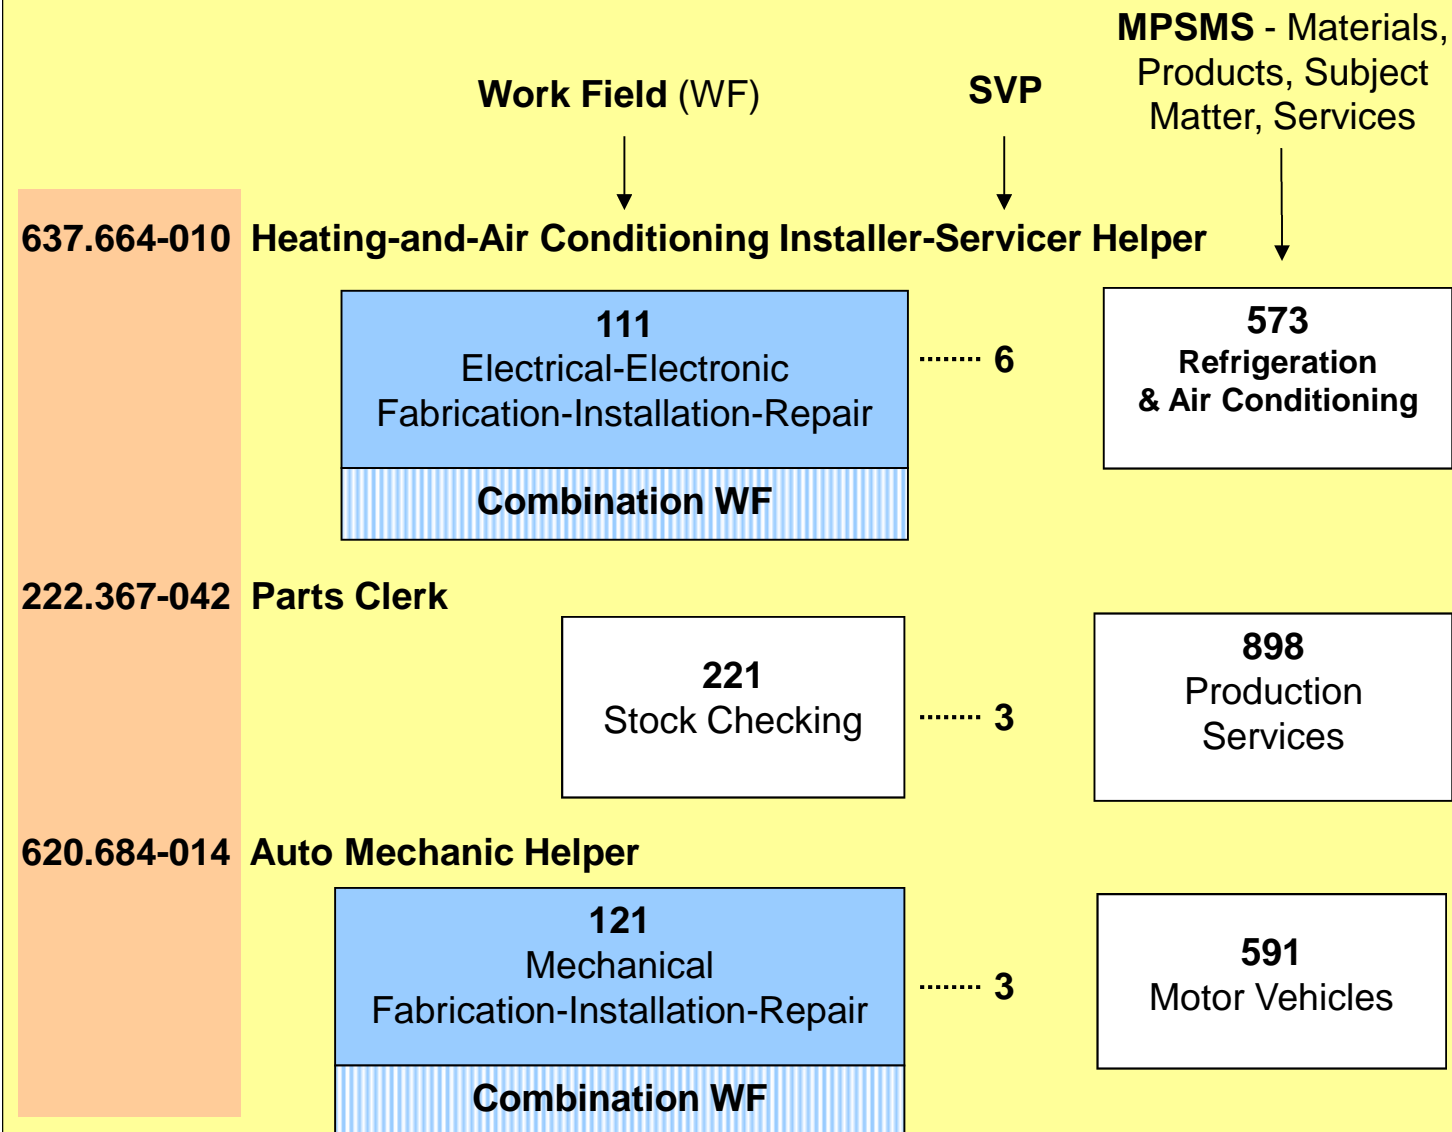 MPSMS - Materials,
Products, Subject
Matter, Services
Work Field (WF)
SVP
637.664-010 Heating-and-Air Conditioning Installer-Servicer Helper
111
Electrical-Electronic
Fabrication-Installation-Repair
Combination WF
........ 6
573
Refrigeration
& Air Conditioning
222.367-042 Parts Clerk
221
Stock Checking
........ 3
898
Production
Services
620.684-014 Auto Mechanic Helper
121
Mechanical
Fabrication-Installation-Repair
Combination WF
........ 3
591
Motor Vehicles